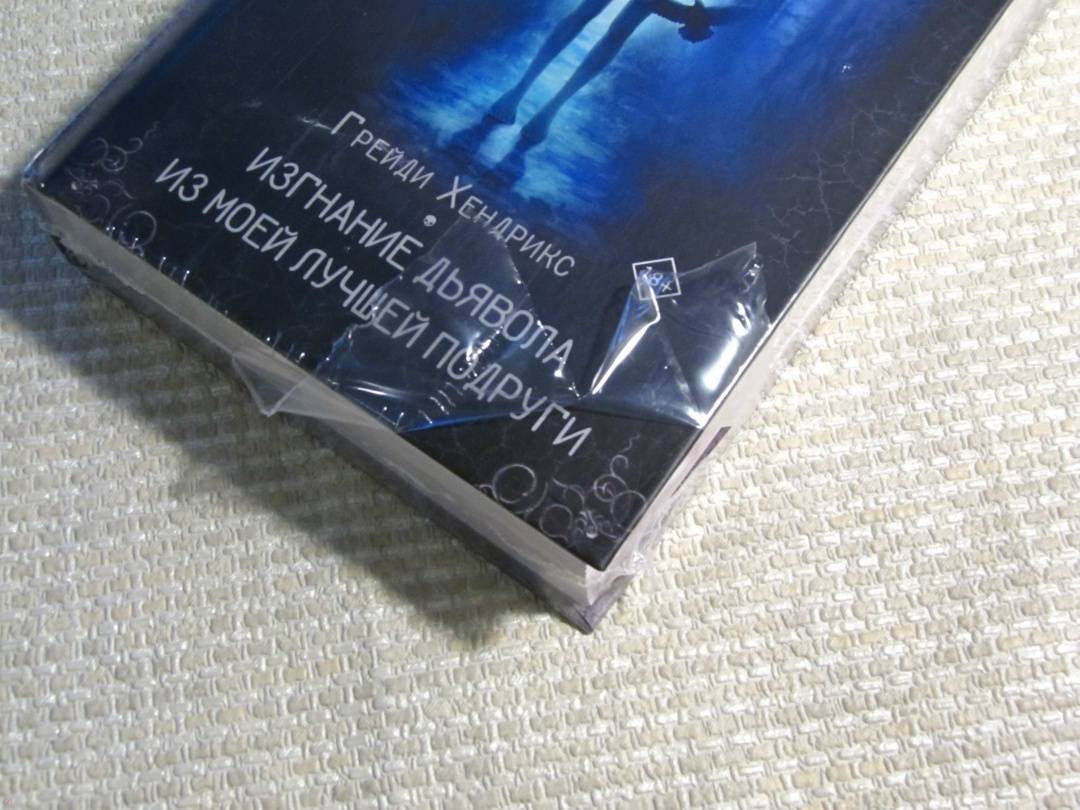 Грейди Хендрикс
ИЗГНАНИЕ ДЬЯВОЛА
ИЗ МОЕЙ ЛУЧШЕЙ ПОДРУГИ
18+